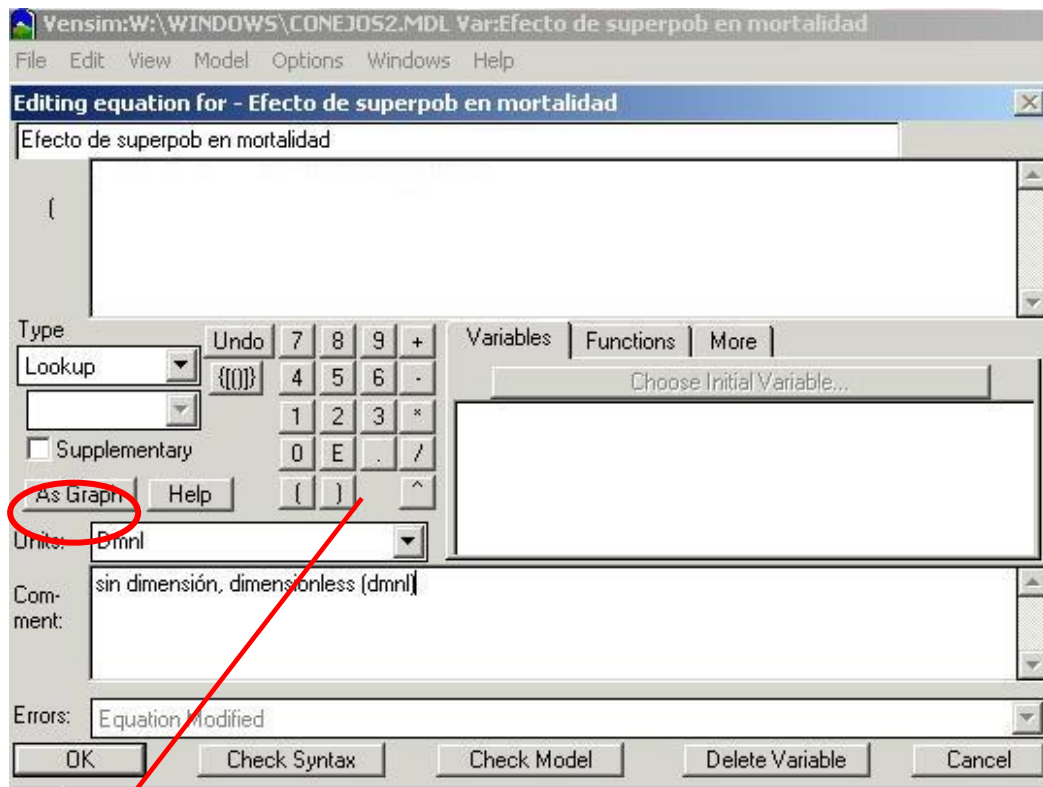 Vensim:W:\WINDOWS\CONEJOS2.MDL Var:Efecto de superpob en mortalidad
File Edit View Model Options Windows Help
Editing equation for - Efecto de superpob en mortalidad
Efecto de superpob en mortalidad
(
Type
Undo 7 8 9 +
Variables Functions More
Lookup
{[()]} 4 5 6 -
Choose Initial Variable...
1 2 3 *
Supplementary
0 E . /
As Graph Help ( ) ^
Units: Dmnl
Com-
ment:
sin dimensión, dimensionless (dmnl)
Errors: Equation Modified
OK Check Syntax Check Model Delete Variable Cancel